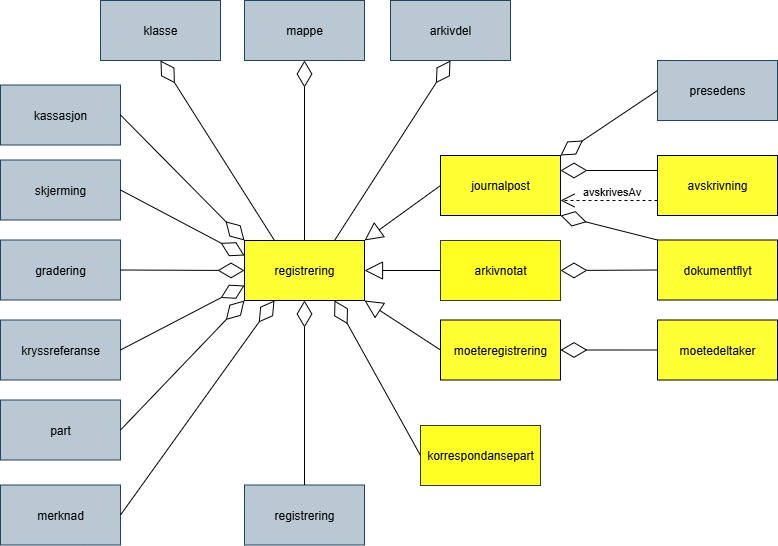 klasse
mappe
arkivdel
kassasjon
presedens
skjerming
journalpost
avskrivesAv
avskrivning
gradering
registrering
arkivnotat
dokumentflyt
kryssreferanse
moeteregistrering
moetedeltaker
part
korrespondansepart
merknad
registrering